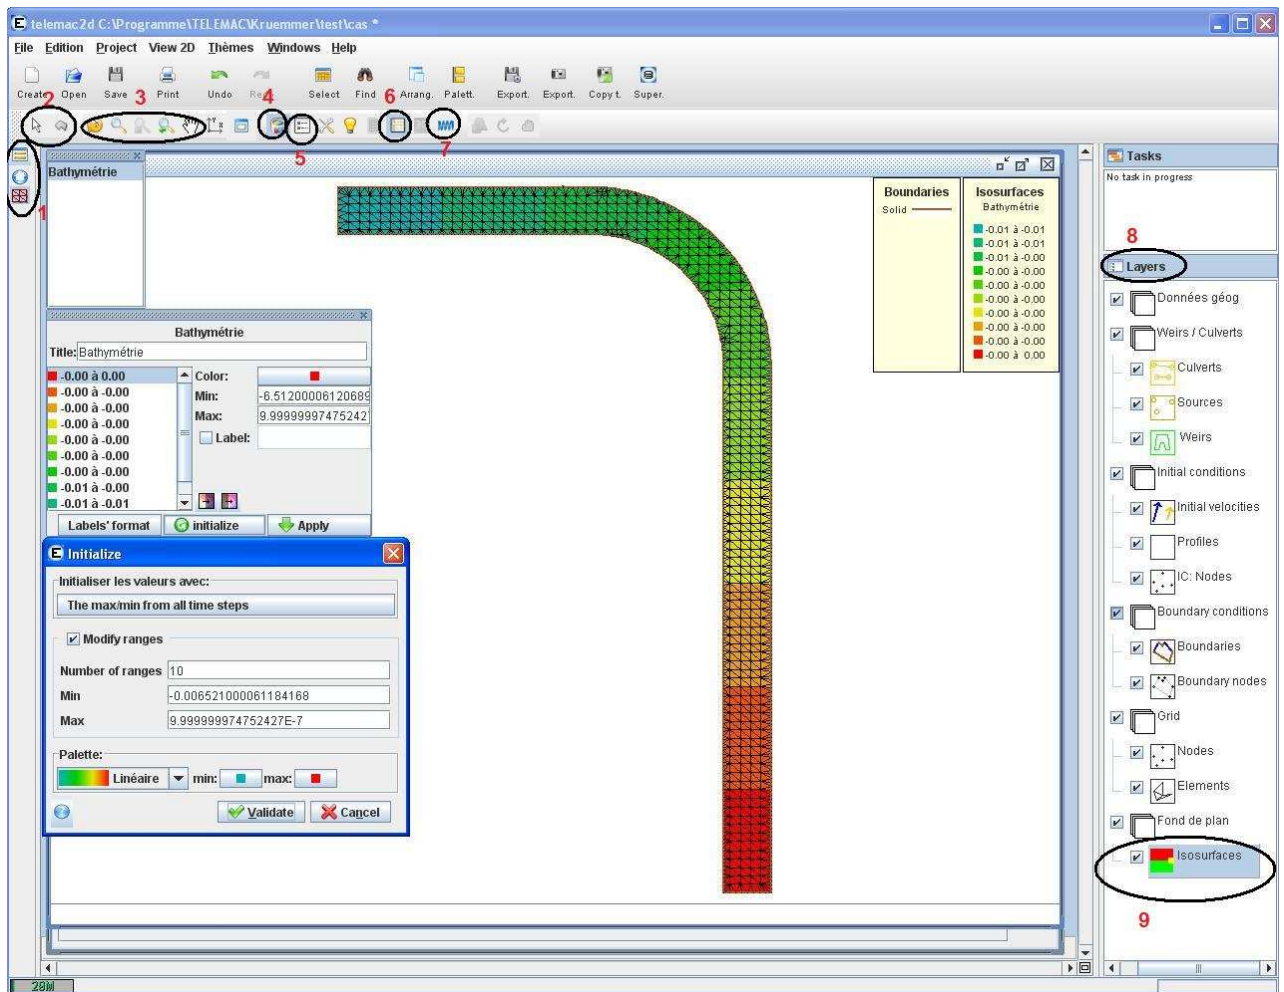 telemac2d C:\Programme\TELEMAC\Kruemmer\test\cas *
File Edition Project View 2D Thèmes Windows Help
Create Open Save Print Undo Select Find Arrang. Palett. Export. Export. Copy t. Super.
2 3 4 6
5 7
1
Bathymétrie
Boundaries
Solid
Isosurfaces
Bathymétrie
-0.01 à -0.01
-0.01 à -0.01
-0.01 à -0.00
-0.00 à -0.00
-0.00 à -0.00
-0.00 à -0.00
-0.00 à -0.00
-0.00 à -0.00
-0.00 à -0.00
-0.00 à 0.00
Bathymétrie
Title: Bathymétrie
-0.00 à 0.00
-0.00 à -0.00
-0.00 à -0.00
-0.00 à -0.00
-0.00 à -0.00
-0.00 à -0.00
-0.00 à -0.00
-0.01 à -0.00
-0.01 à -0.01
Color:
Min: -6.51200006120689
Max: 9.99999997475242
Label:
Labels' format initialize Apply
Initialize
Initialiser les valeurs avec:
The max/min from all time steps
Modify ranges
Number of ranges 10
Min -0.006521000061184168
Max 9.999999974752427E-7
Palette:
Linéaire min: max:
Validate Cancel
Tasks
No task in progress
8
Layers
Données géog
Weirs / Culverts
Culverts
Sources
Weirs
Initial conditions
Initial velocities
Profiles
IC: Nodes
Boundary conditions
Boundaries
Boundary nodes
Grid
Nodes
Elements
Fond de plan
Isosurfaces
9
20M